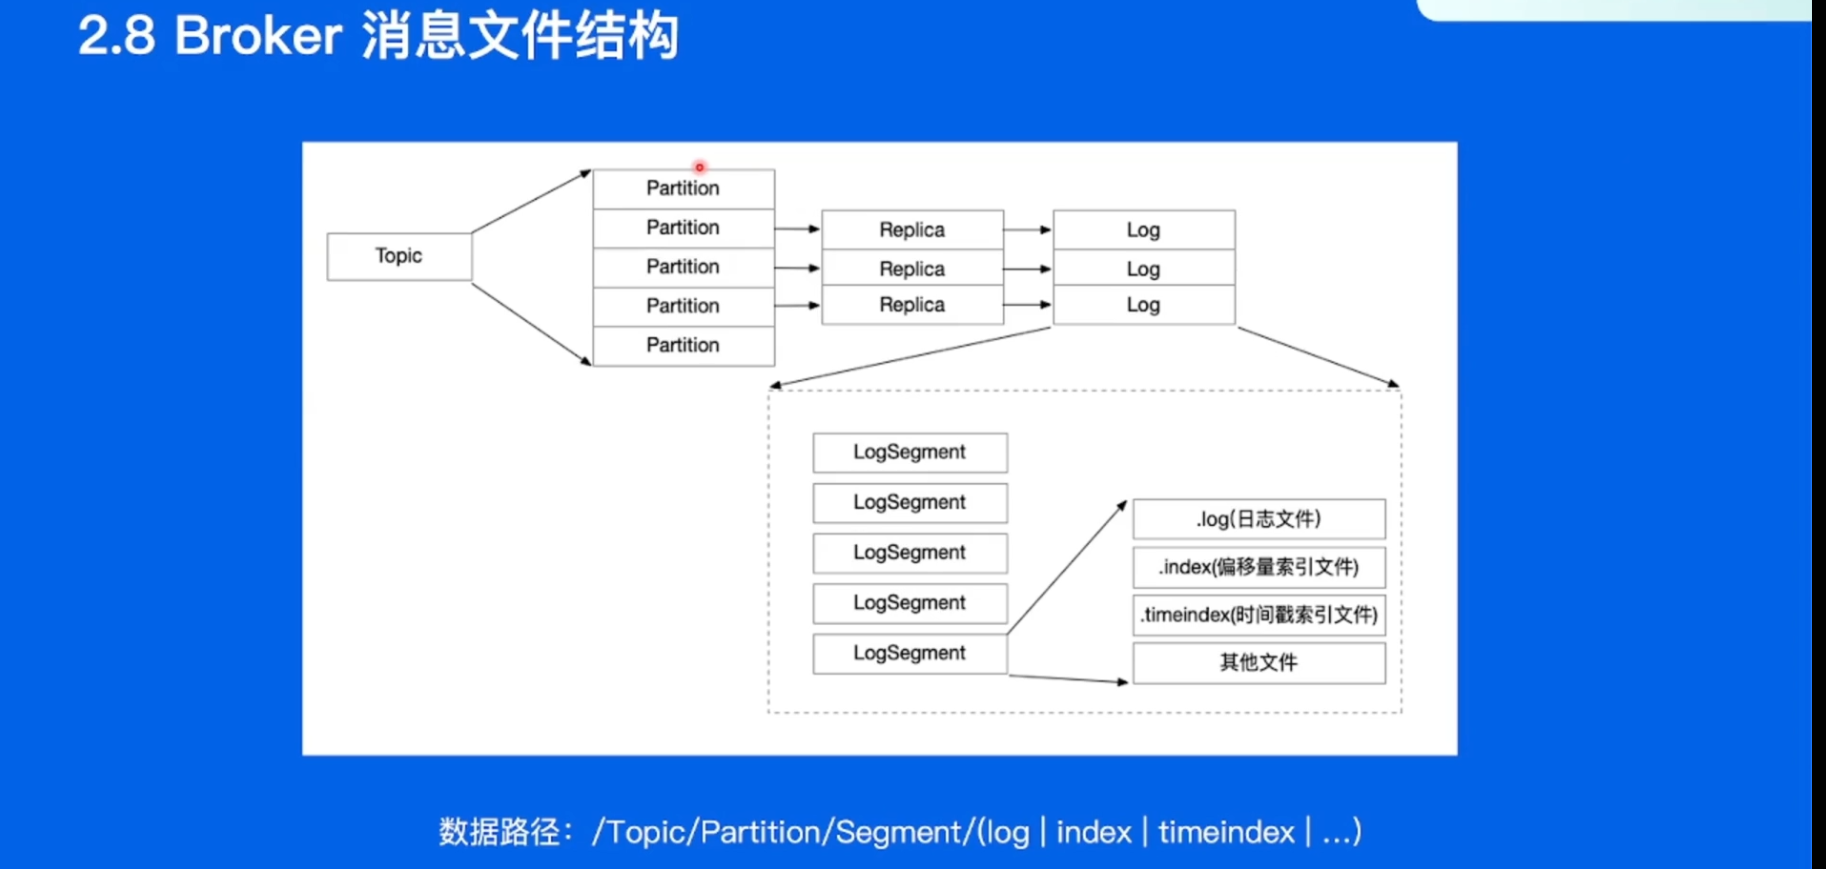 2.8 Broker 消息文件结构
Topic
Partition
Partition
Partition
Partition
Partition
Replica
Replica
Replica
Log
Log
Log
LogSegment
LogSegment
LogSegment
LogSegment
LogSegment
.log(日志文件)
.index(偏移量索引文件)
.timeindex(时间戳索引文件)
其他文件
数据路径：/Topic/Partition/Segment/(log | index | timeindex | ...)